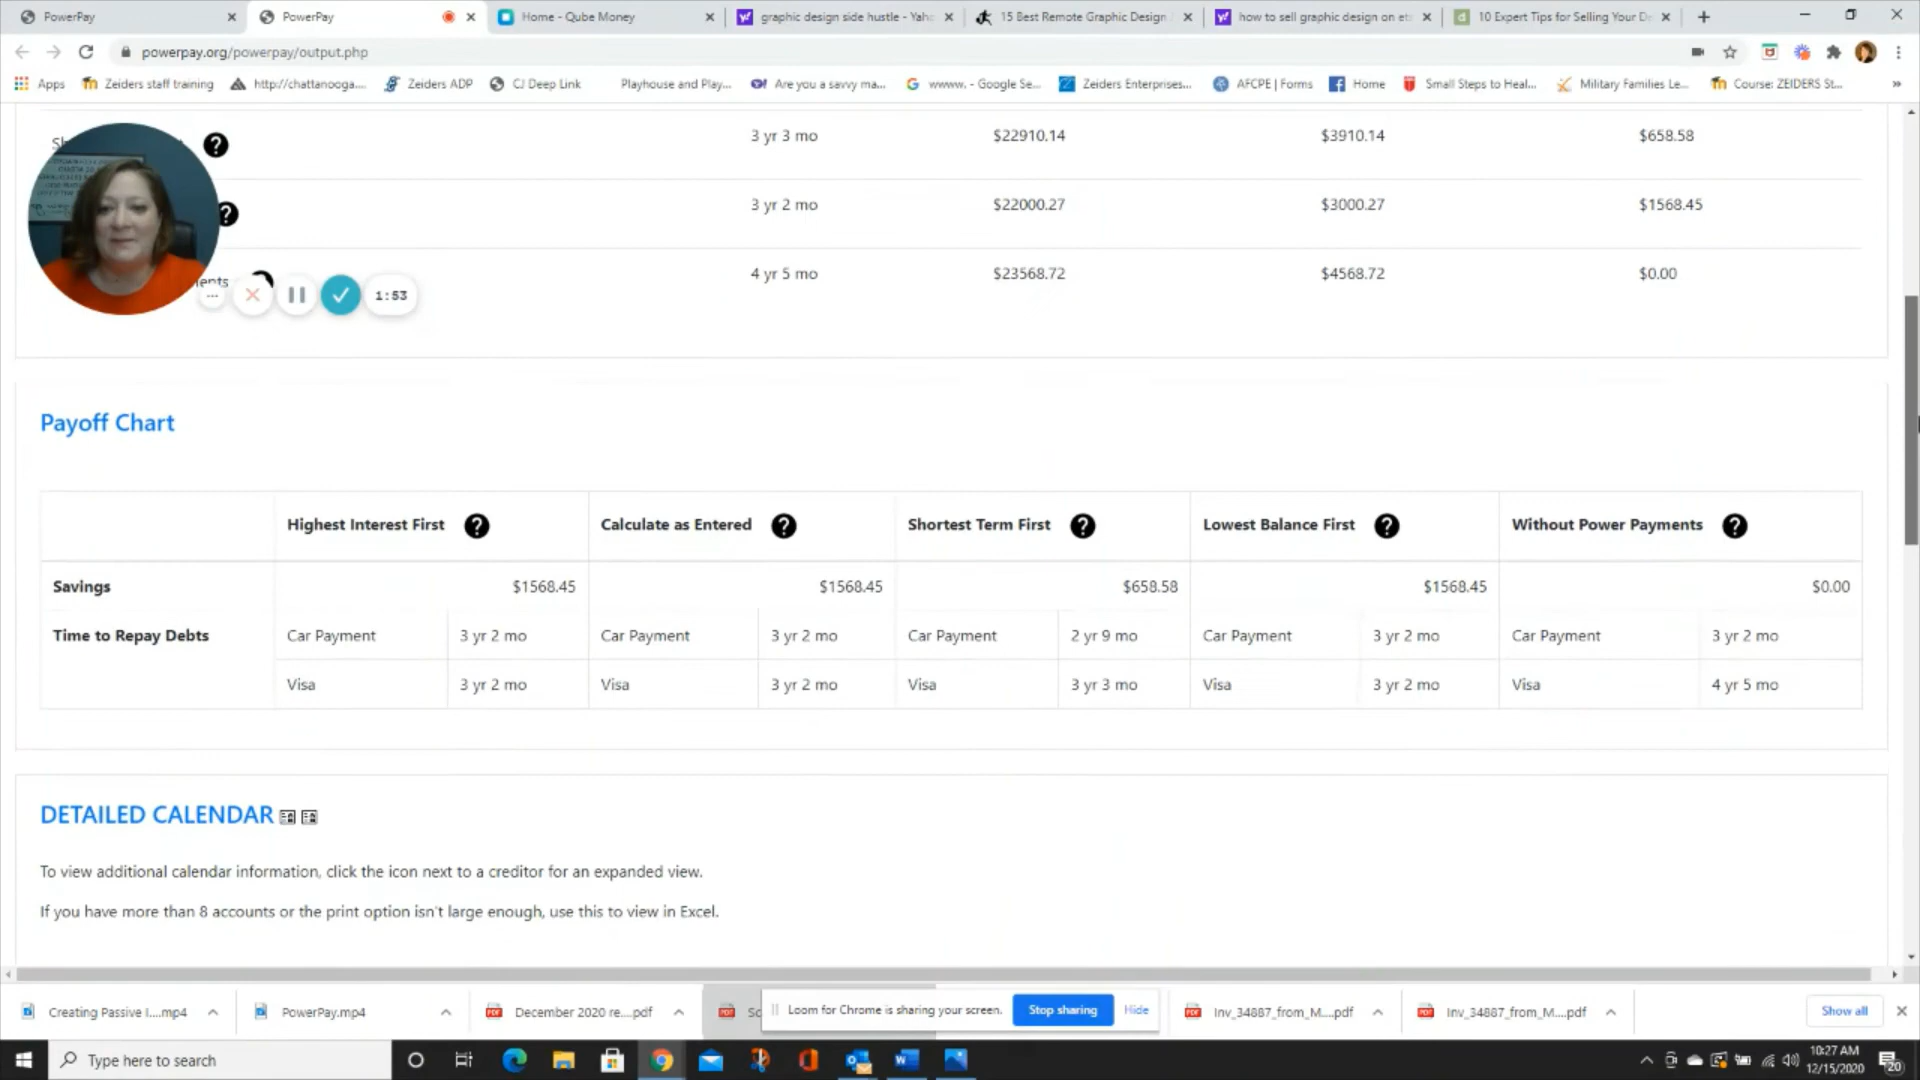 PowerPay
PowerPay
Home - Qube Money
graphic design side hustle - Yah
15 Best Remote Graphic Design
how to sell graphic design on et
10 Expert Tips for Selling Your D
powerpay.org/powerpay/output.php
Apps
Zeiders staff training
http://chattanooga....
Zeiders ADP
CJ Deep Link
Playhouse and Play...
Are you a savvy ma...
wwww. - Google Se...
Zeiders Enterprises...
AFCPE | Forms
Home
Small Steps to Heal...
Military Families Le...
Course: ZEIDERS St...
3 yr 3 mo $22910.14 $3910.14 $658.58
3 yr 2 mo $22000.27 $3000.27 $1568.45
ents 4 yr 5 mo $23568.72 $4568.72 $0.00
1:53
Payoff Chart
Highest Interest First Calculate as Entered Shortest Term First Lowest Balance First Without Power Payments
Savings $1568.45 $1568.45 $658.58 $1568.45 $0.00
Time to Repay Debts Car Payment 3 yr 2 mo Car Payment 3 yr 2 mo Car Payment 2 yr 9 mo Car Payment 3 yr 2 mo Car Payment 3 yr 2 mo
Visa 3 yr 2 mo Visa 3 yr 2 mo Visa 3 yr 3 mo Visa 3 yr 2 mo Visa 4 yr 5 mo
DETAILED CALENDAR
To view additional calendar information, click the icon next to a creditor for an expanded view.
If you have more than 8 accounts or the print option isn't large enough, use this to view in Excel.
Creating Passive I....mp4
PowerPay.mp4
December 2020 re....pdf
Sc
Loom for Chrome is sharing your screen.
Stop sharing
Hide
Inv_34887_from_M....pdf
Inv_34887_from_M....pdf
Show all
Type here to search
10:27 AM
12/15/2020
20